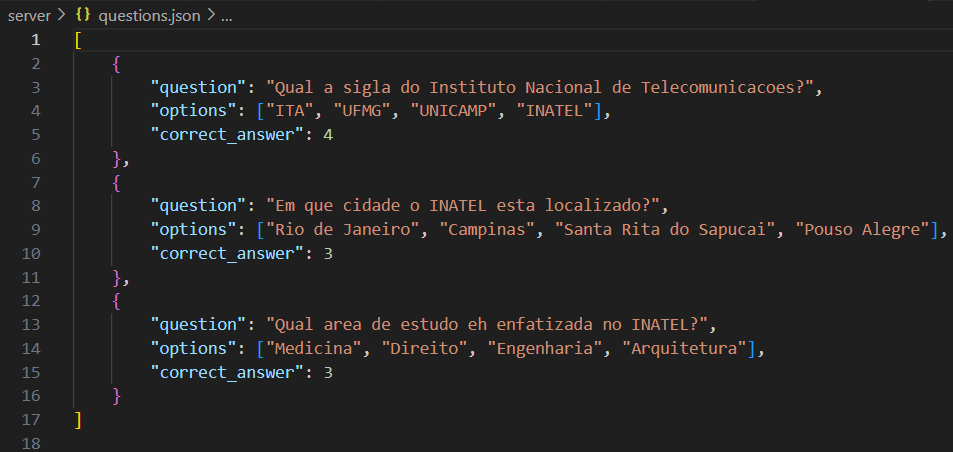 server > {} questions.json > ...
1 [
2 {
3 "question": "Qual a sigla do Instituto Nacional de Telecomunicacoes?",
4 "options": ["ITA", "UFMG", "UNICAMP", "INATEL"],
5 "correct_answer": 4
6 },
7 {
8 "question": "Em que cidade o INATEL esta localizado?",
9 "options": ["Rio de Janeiro", "Campinas", "Santa Rita do Sapucai", "Pouso Alegre"],
10 "correct_answer": 3
11 },
12 {
13 "question": "Qual area de estudo eh enfatizada no INATEL?",
14 "options": ["Medicina", "Direito", "Engenharia", "Arquitetura"],
15 "correct_answer": 3
16 }
17 ]
18